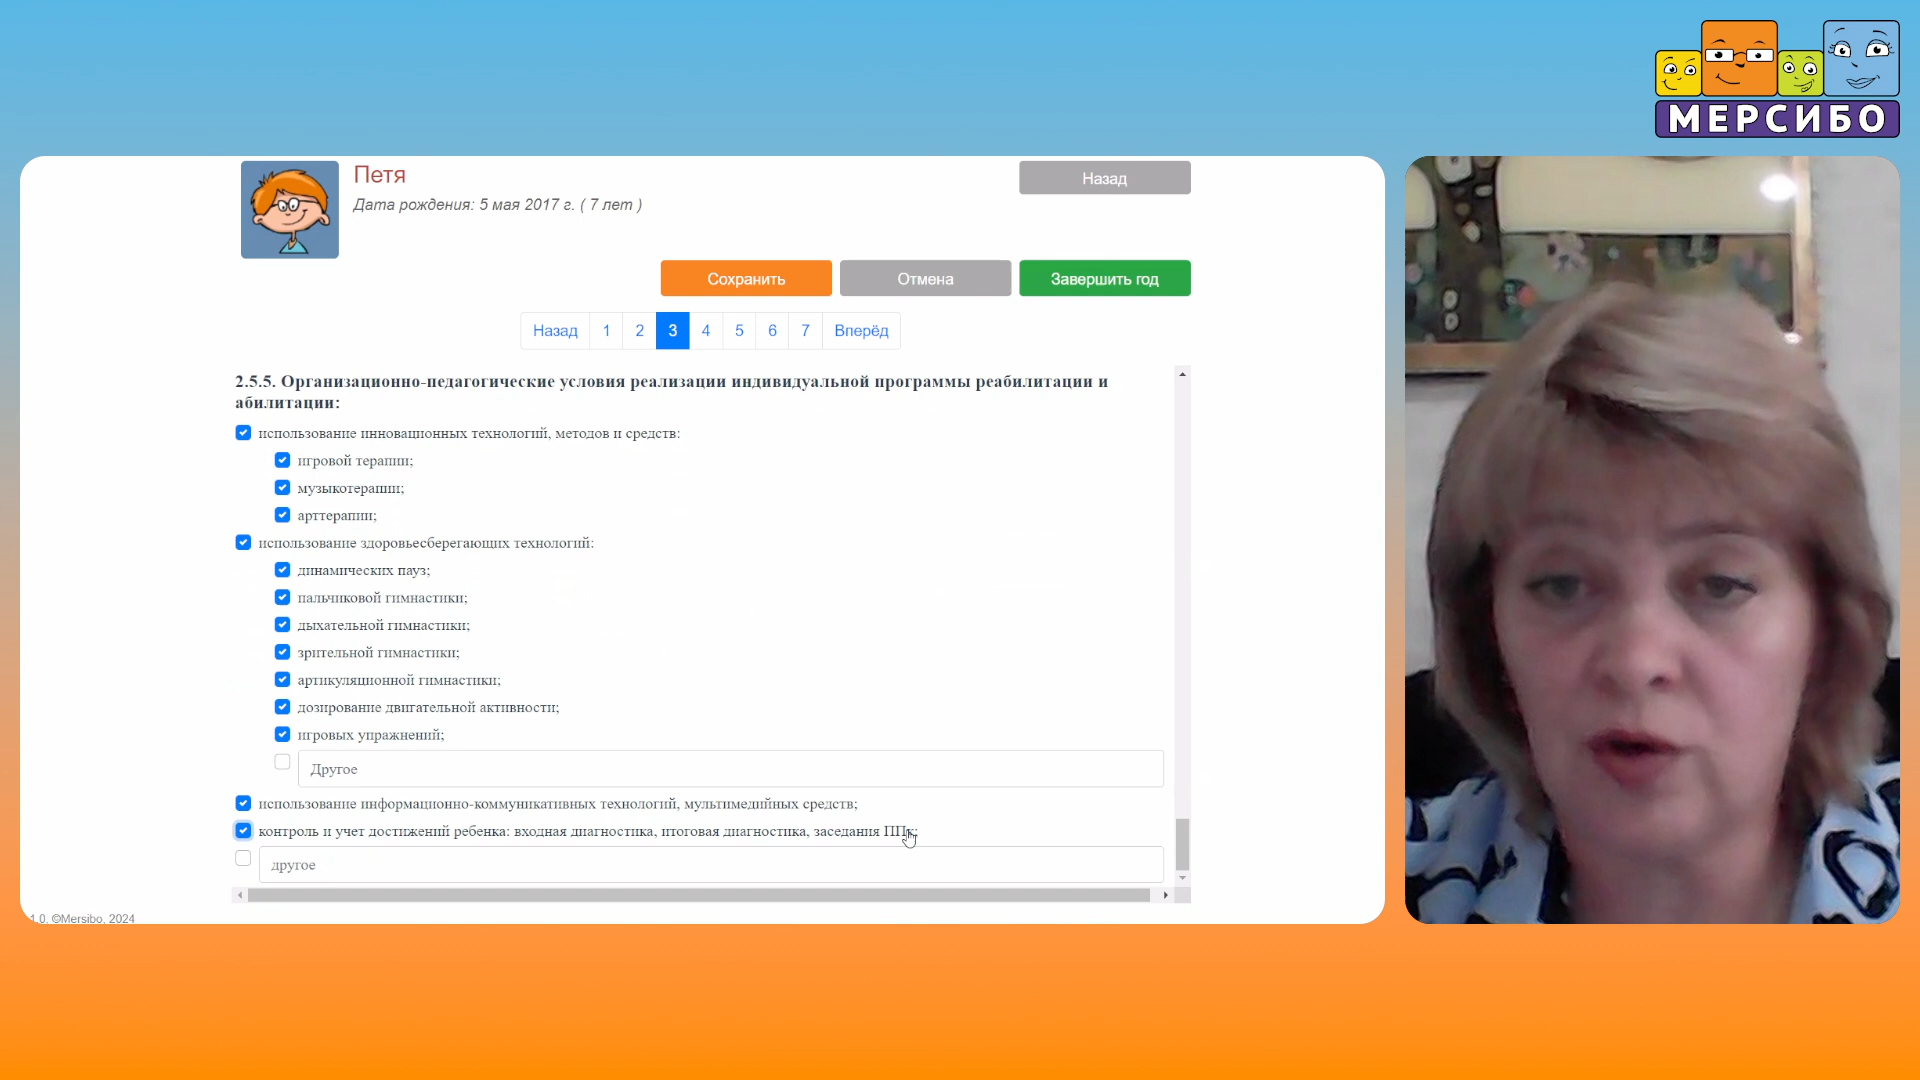 МЕРСИБО
Петя
Назад
Дата рождения: 5 мая 2017 г. ( 7 лет )
Сохранить
Отмена
Завершить год
Назад 1 2 3 4 5 6 7 Вперёд
2.5.5. Организационно-педагогические условия реализации индивидуальной программы реабилитации и
абилитации:
использование инновационных технологий, методов и средств:
игровой терапии;
музыкотерапии;
арттерапии;
использование здоровьесберегающих технологий:
динамических пауз;
пальчиковой гимнастики;
дыхательной гимнастики;
зрительной гимнастики;
артикуляционной гимнастики;
дозирование двигательной активности;
игровых упражнений;
Другое
использование информационно-коммуникативных технологий, мультимедийных средств;
контроль и учет достижений ребенка: входная диагностика, итоговая диагностика, заседания ППк;
другое
1.0. ©Mersibo, 2024